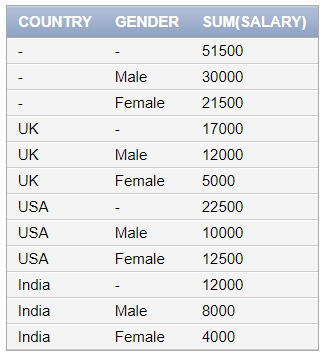 COUNTRY GENDER SUM(SALARY)
- - 51500
- Male 30000
- Female 21500
UK - 17000
UK Male 12000
UK Female 5000
USA - 22500
USA Male 10000
USA Female 12500
India - 12000
India Male 8000
India Female 4000